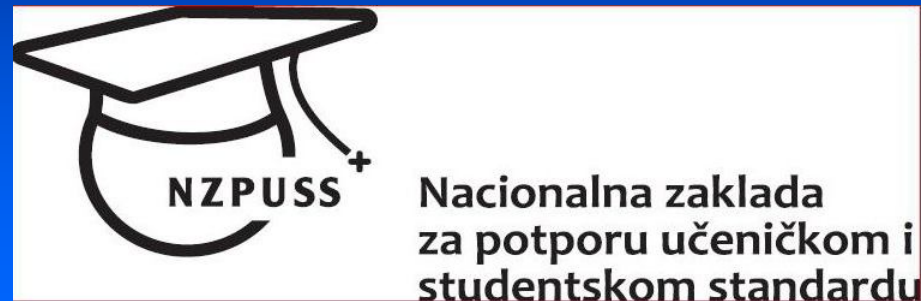 NZPUSS+
Nacionalna zaklada
za potporu učeničkom i
studentskom standardu